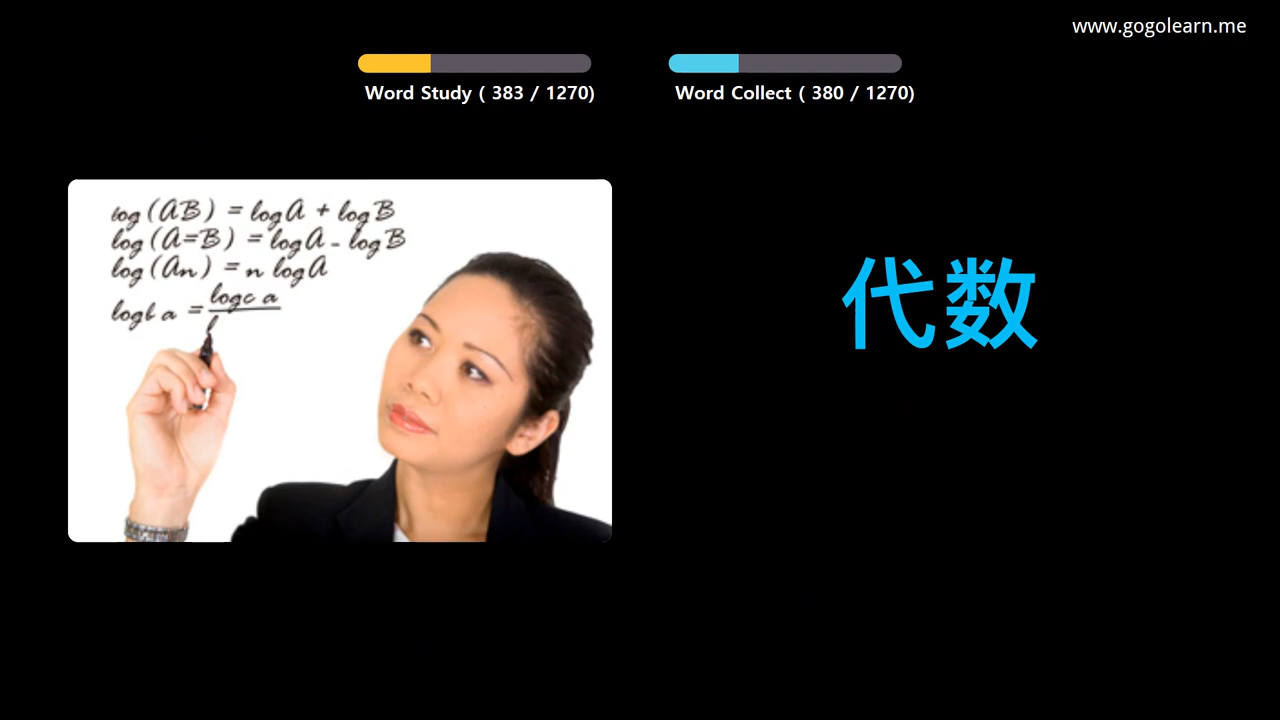 www.gogolearn.me
Word Study ( 383 / 1270)
Word Collect ( 380 / 1270)
log (AB) = log A + log B
log (A=B) = log A - log B
log (An) = n log A
logb a = logc a
代数